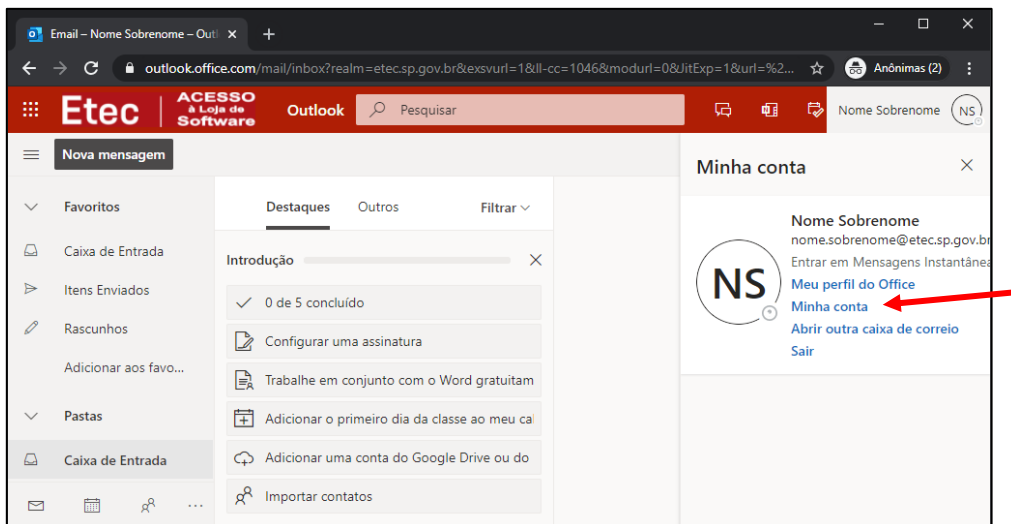 Email – Nome Sobrenome – Outl
outlook.office.com/mail/inbox?realm=etec.sp.gov.br&exsvurl=1&ll-cc=1046&modurl=0&JitExp=1&url=%2...
Anônimas (2)
Etec
ACESSO
à Loja de
Software
Outlook
Pesquisar
Nome Sobrenome
NS
Nova mensagem
Favoritos
Caixa de Entrada
Itens Enviados
Rascunhos
Adicionar aos favo...
Pastas
Caixa de Entrada
Destaques Outros Filtrar
Introdução
0 de 5 concluído
Configurar uma assinatura
Trabalhe em conjunto com o Word gratuitam
Adicionar o primeiro dia da classe ao meu cal
Adicionar uma conta do Google Drive ou do
Importar contatos
Minha conta
NS
Nome Sobrenome
nome.sobrenome@etec.sp.gov.br
Entrar em Mensagens Instantânea
Meu perfil do Office
Minha conta
Abrir outra caixa de correio
Sair